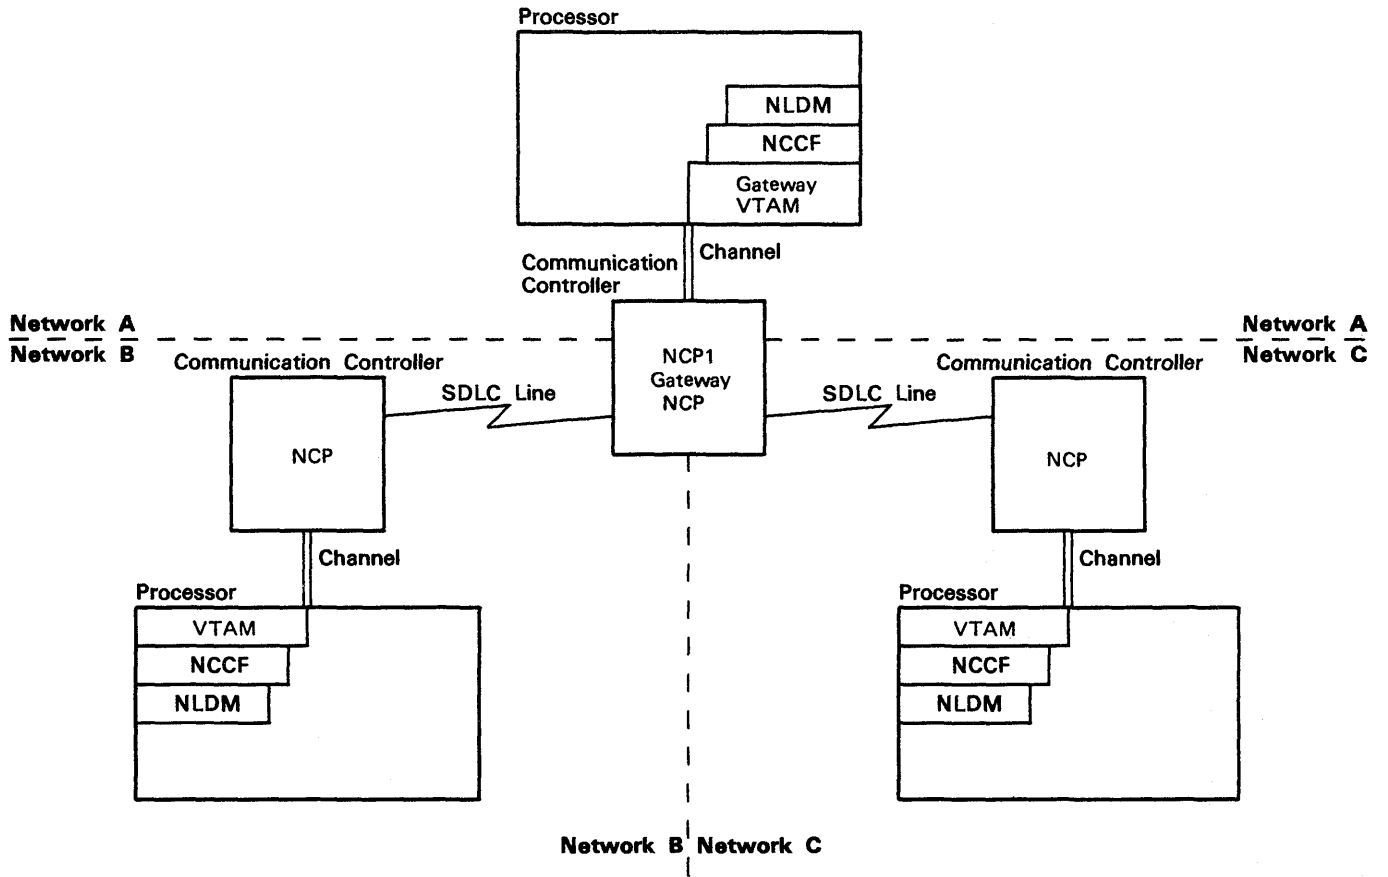 Processor
NLDM
NCCF
Gateway
VTAM
Channel
Communication
Controller
Network A
Network A
Network B
Network C
Communication Controller
Communication Controller
NCP1
Gateway
NCP
SDLC Line
SDLC Line
NCP
NCP
Channel
Channel
Processor
Processor
VTAM
VTAM
NCCF
NCCF
NLDM
NLDM
Network B
Network C